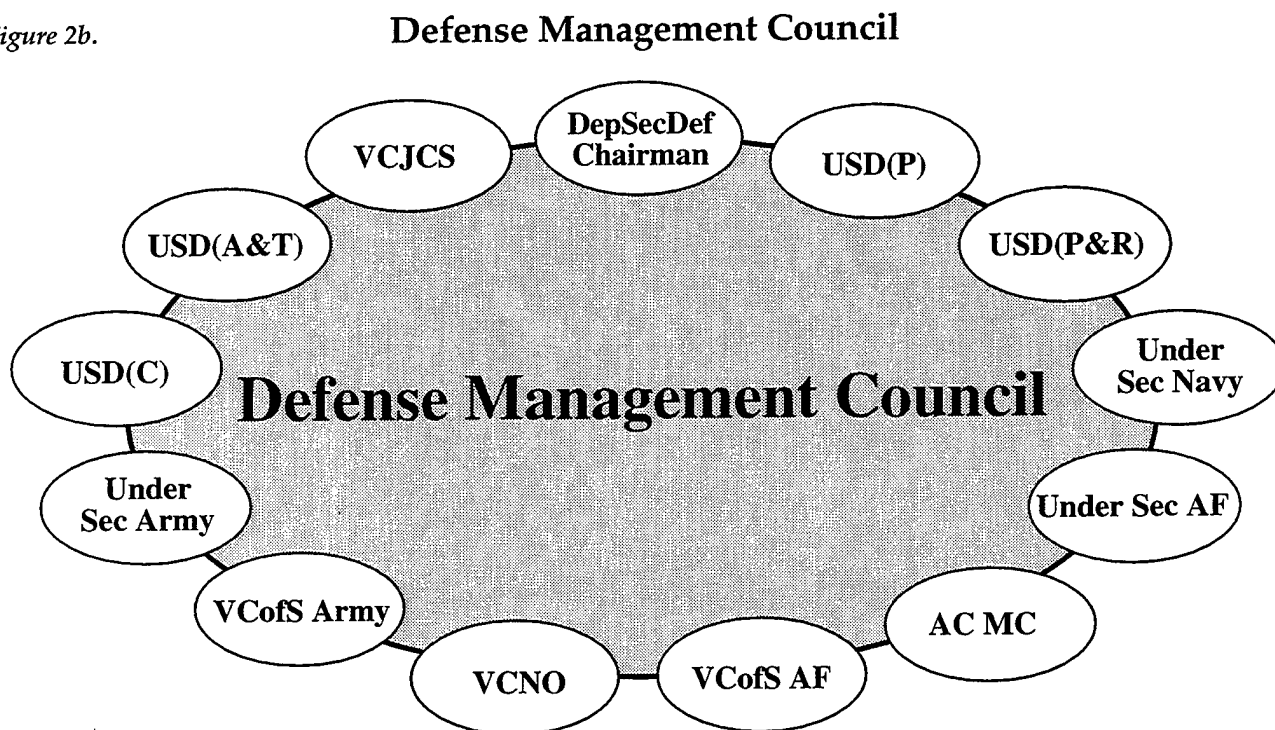 igure 2b.
Defense Management Council
DepSecDef
Chairman
VCJCS
USD(P)
USD(A&T)
USD(P&R)
USD(C)
Under
Sec Navy
Defense Management Council
Under
Sec Army
Under Sec AF
VCofS Army
AC MC
VCNO
VCofS AF